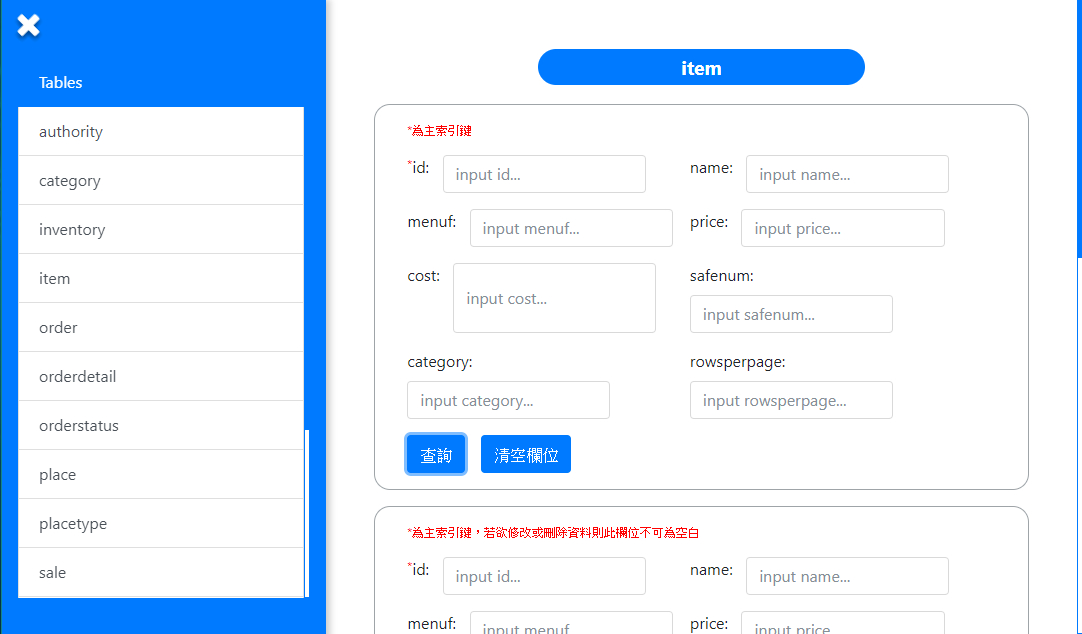 ✖
Tables
authority
category
inventory
item
order
orderdetail
orderstatus
place
placetype
sale
item
*為主索引鍵
*id: input id...
name: input name...
menuf: input menuf...
price: input price...
cost: input cost...
safenum:
input safenum...
category:
input category...
rowsperpage:
input rowsperpage...
查詢 清空欄位
*為主索引鍵，若欲修改或刪除資料則此欄位不可為空白
*id: input id...
name: input name...
menuf: input menuf
price: input price